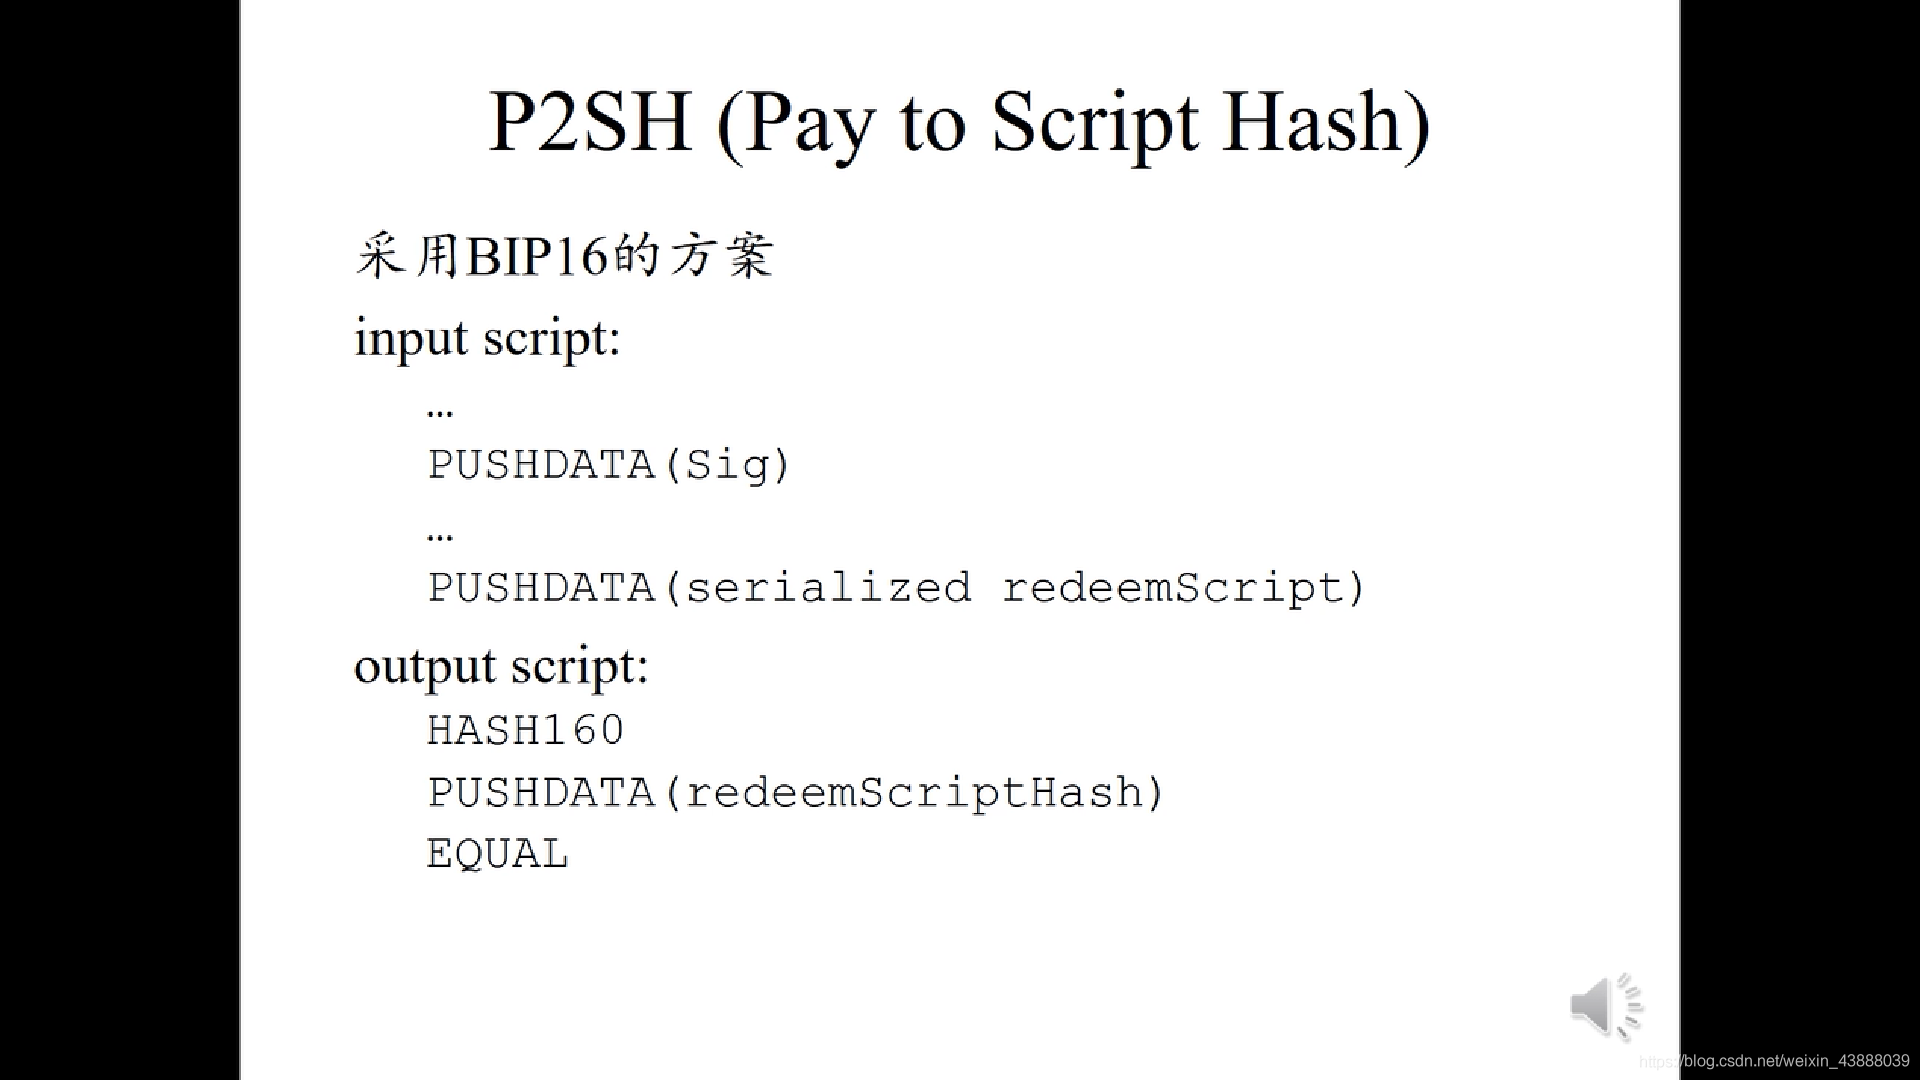 P2SH (Pay to Script Hash)
采用BIP16的方案
input script:
…
PUSHDATA(Sig)
…
PUSHDATA(serialized redeemScript)
output script:
HASH160
PUSHDATA(redeemScriptHash)
EQUAL
https://blog.csdn.net/weixin_43888039